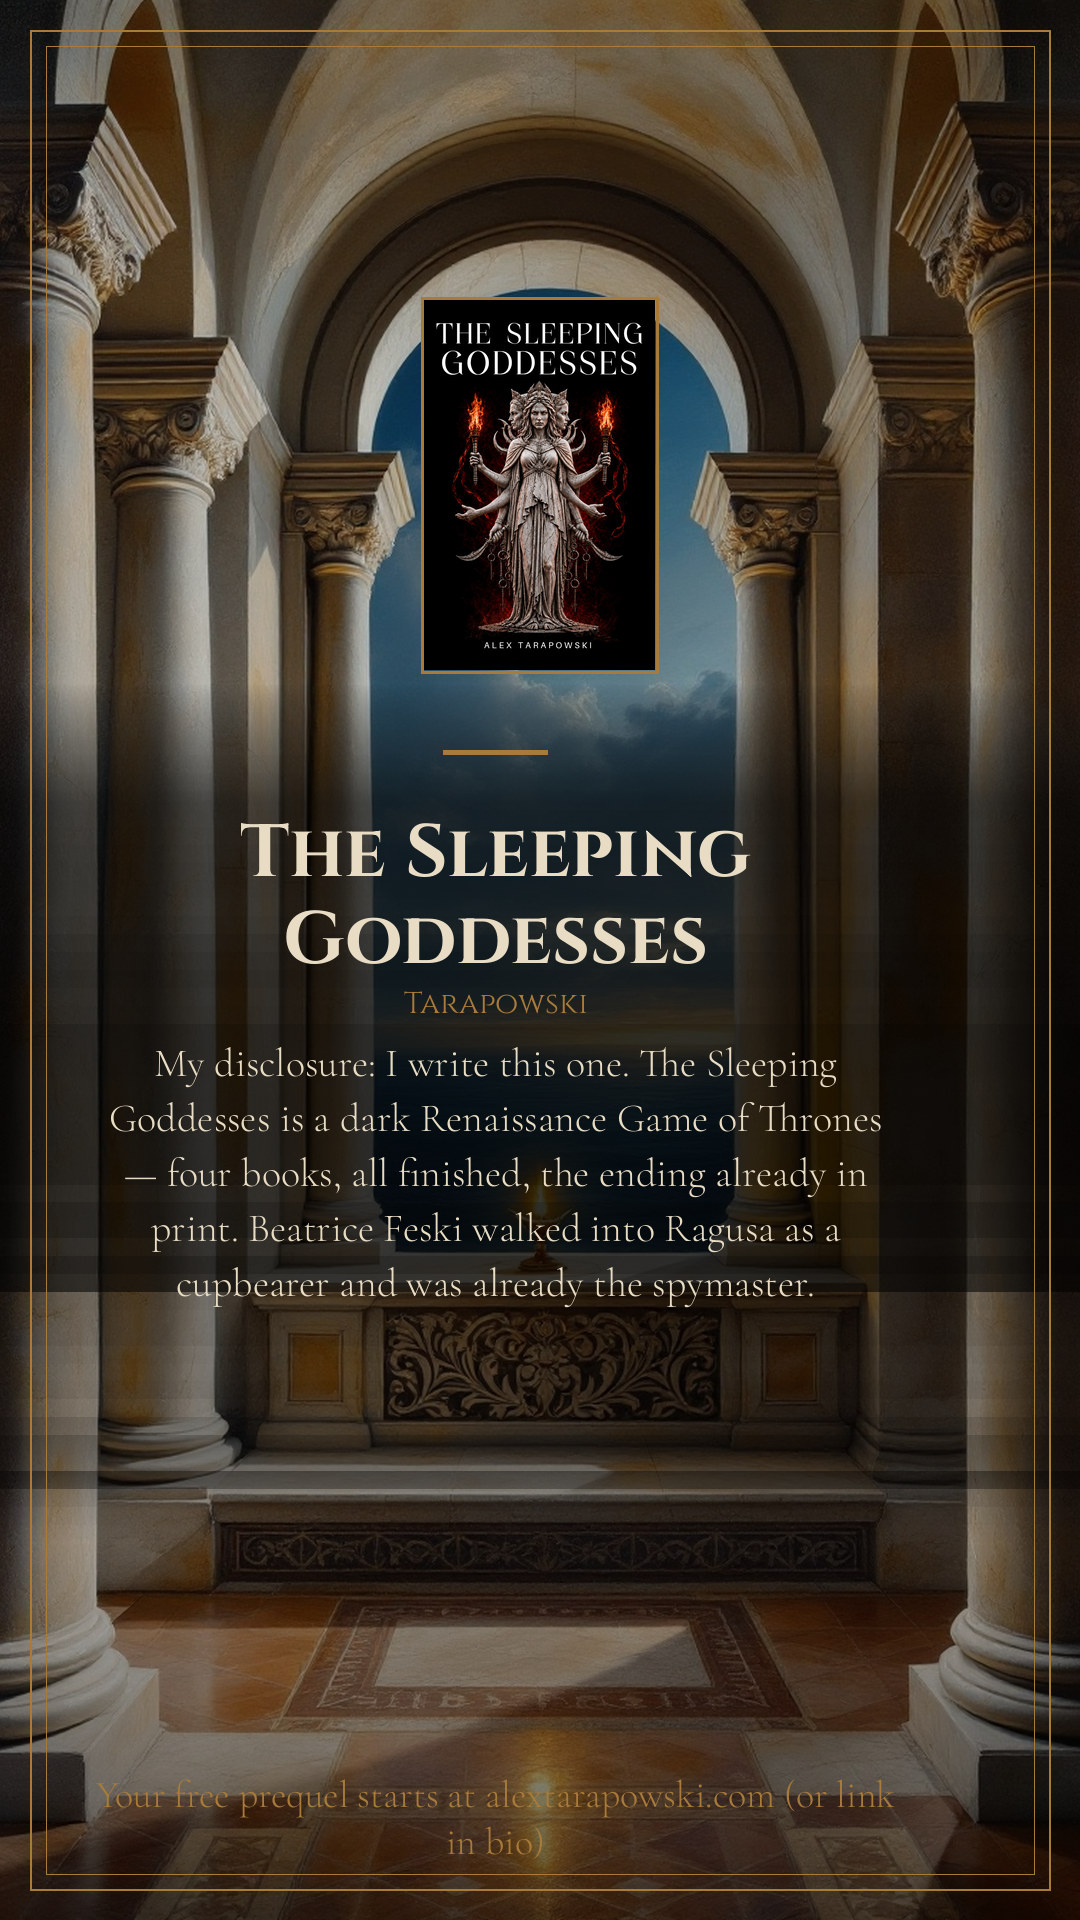 THE SLEEPING
GODDESSES
ALEX TARAPOWSKI
The Sleeping
Goddesses
Tarapowski
My disclosure: I write this one. The Sleeping
Goddesses is a dark Renaissance Game of Thrones
— four books, all finished, the ending already in
print. Beatrice Feski walked into Ragusa as a
cupbearer and was already the spymaster.
Your free prequel starts at alextarapowski.com (or link
in bio)